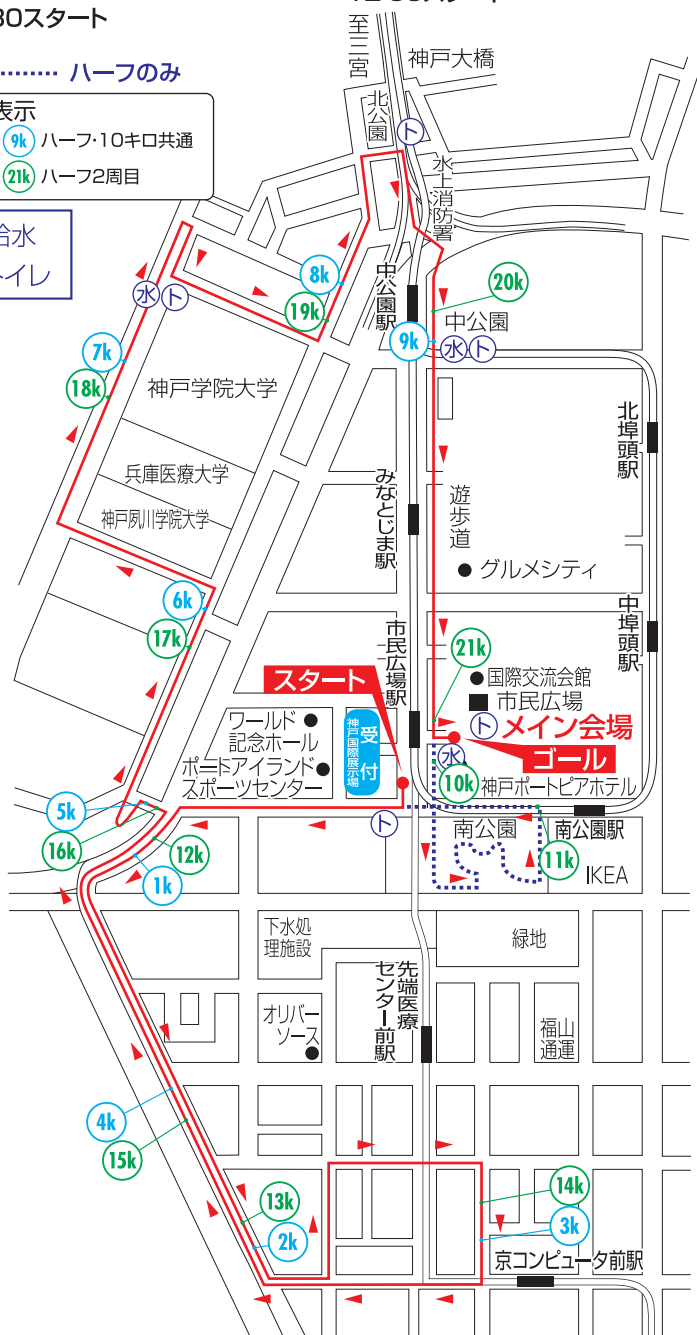 30スタート
ハーフのみ
表示
9k ハーフ・10キロ共通
21k ハーフ2周目
給水
トイレ
至三宮
神戸大橋
北公園
ト
水上消防署
中公園駅
8k
19k
20k
中公園
9k
水 ト
水 ト
7k
18k
神戸学院大学
兵庫医療大学
神戸夙川学院大学
北埠頭駅
みなとじま駅
遊歩道
グルメシティ
6k
17k
市民広場駅
中埠頭駅
21k
スタート
国際交流会館
市民広場
ト メイン会場
ゴール
ワールド
記念ホール
ポートアイランド
スポーツセンター
受付
神戸国際展示場
水
10k
神戸ポートピアホテル
5k
16k
12k
1k
ト
南公園
南公園駅
11k
IKEA
下水処
理施設
緑地
先端医療
センター前駅
オリバー
ソース
福山
通運
4k
15k
13k
2k
14k
3k
京コンピュータ前駅